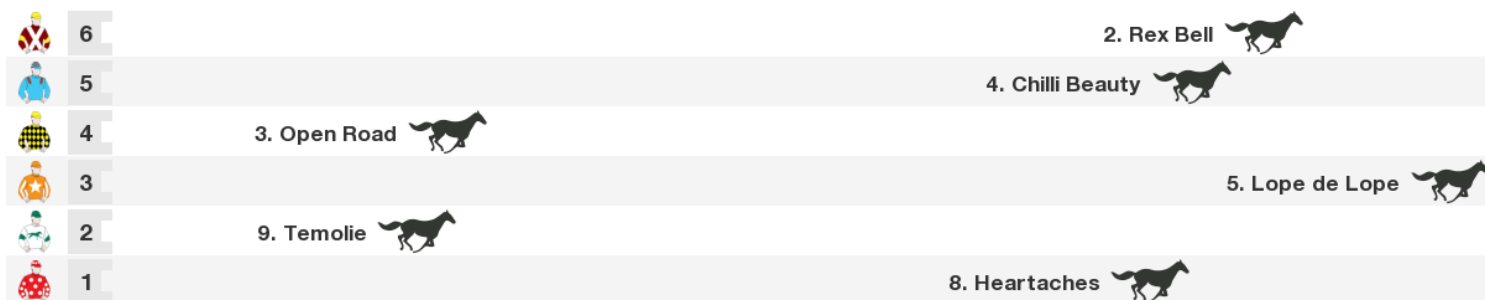 6 2. Rex Bell
5 4. Chilli Beauty
4 3. Open Road
3 5. Lope de Lope
2 9. Temolie
1 8. Heartaches